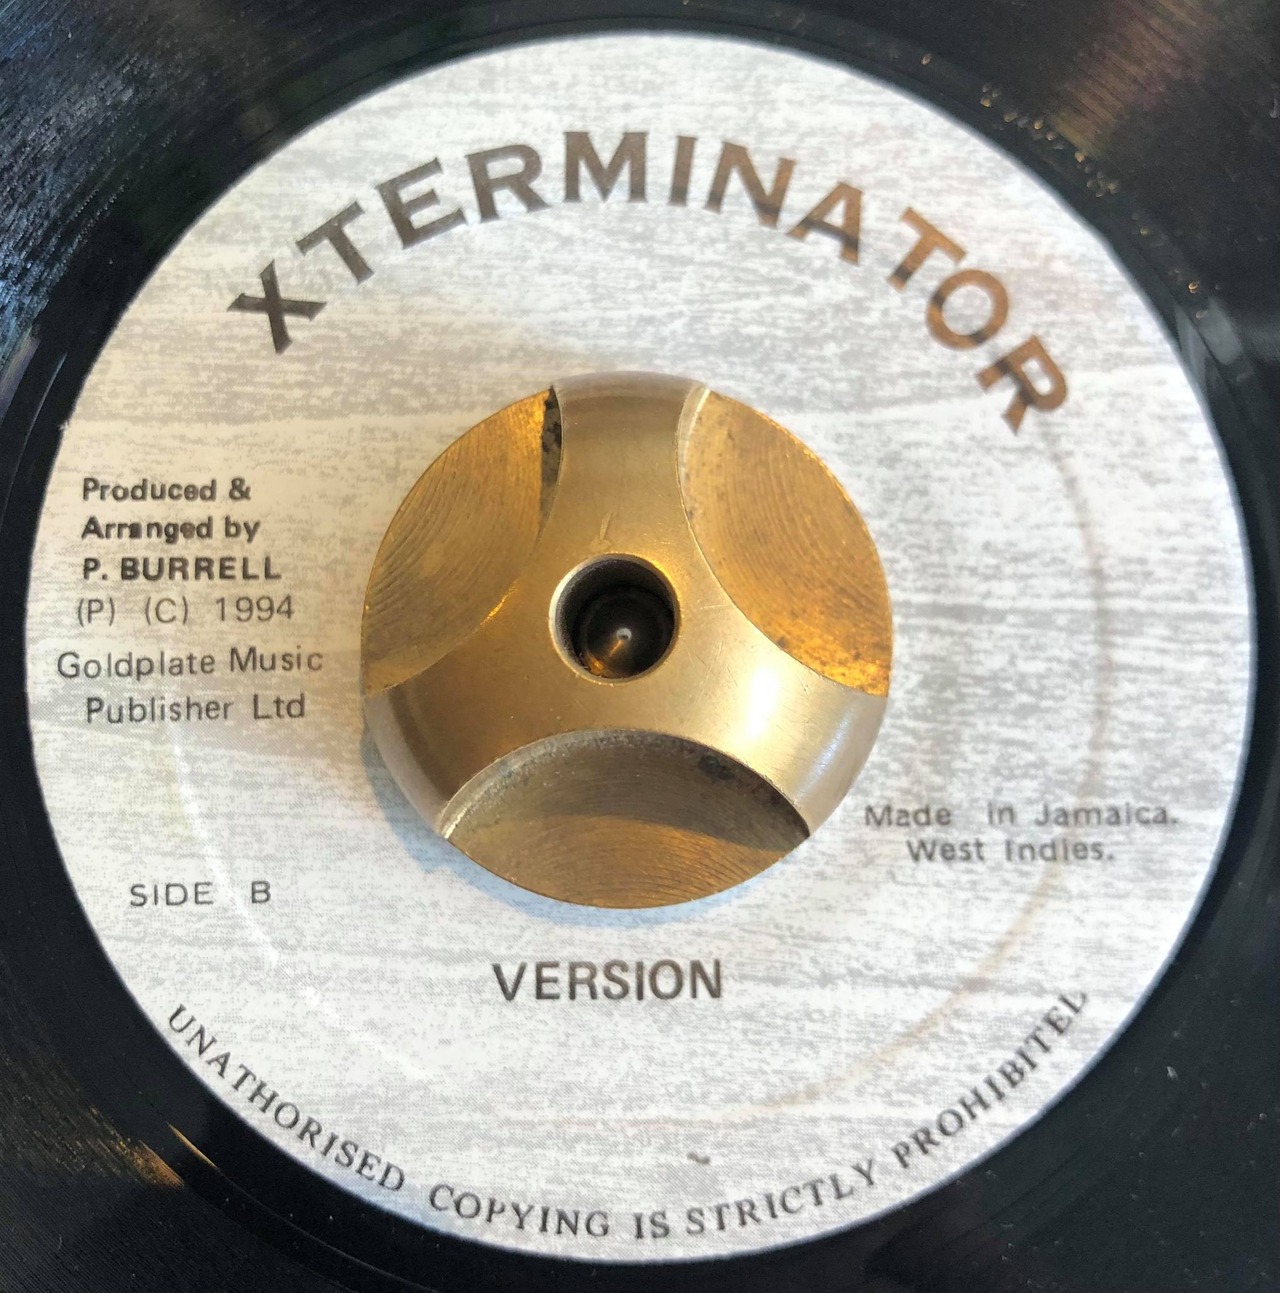 XTERMINATOR
Produced &
Arranged by
P. BURRELL
(P) (C) 1994
Goldplate Music
Publisher Ltd
Made in Jamaica.
West Indies.
SIDE B
VERSION
UNATHORISED COPYING IS STRICTLY PROHIBITEL